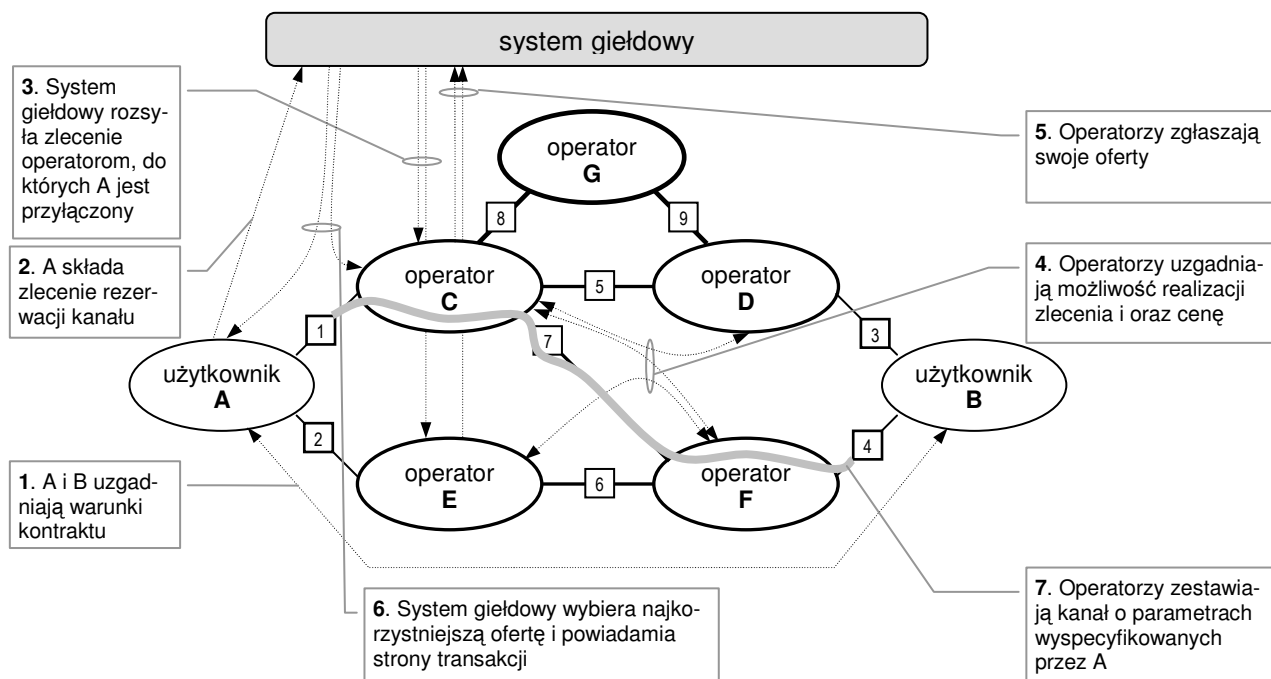 system giełdowy
3. System
giełdowy rozsy-
ła zlecenie
operatorom, do
których A jest
przyłączony
2. A składa
zlecenie rezer-
wacji kanału
1. A i B uzgad-
niają warunki
kontraktu
operator
G
8
9
operator
C
5
operator
D
1
7
3
użytkownik
A
użytkownik
B
2
4
operator
E
6
operator
F
5. Operatorzy zgłaszają
swoje oferty
4. Operatorzy uzgadnia-
ją możliwość realizacji
zlecenia i oraz cenę
6. System giełdowy wybiera najko-
rzystniejszą ofertę i powiadamia
strony transakcji
7. Operatorzy zestawia-
ją kanał o parametrach
wyspecyfikowanych
przez A